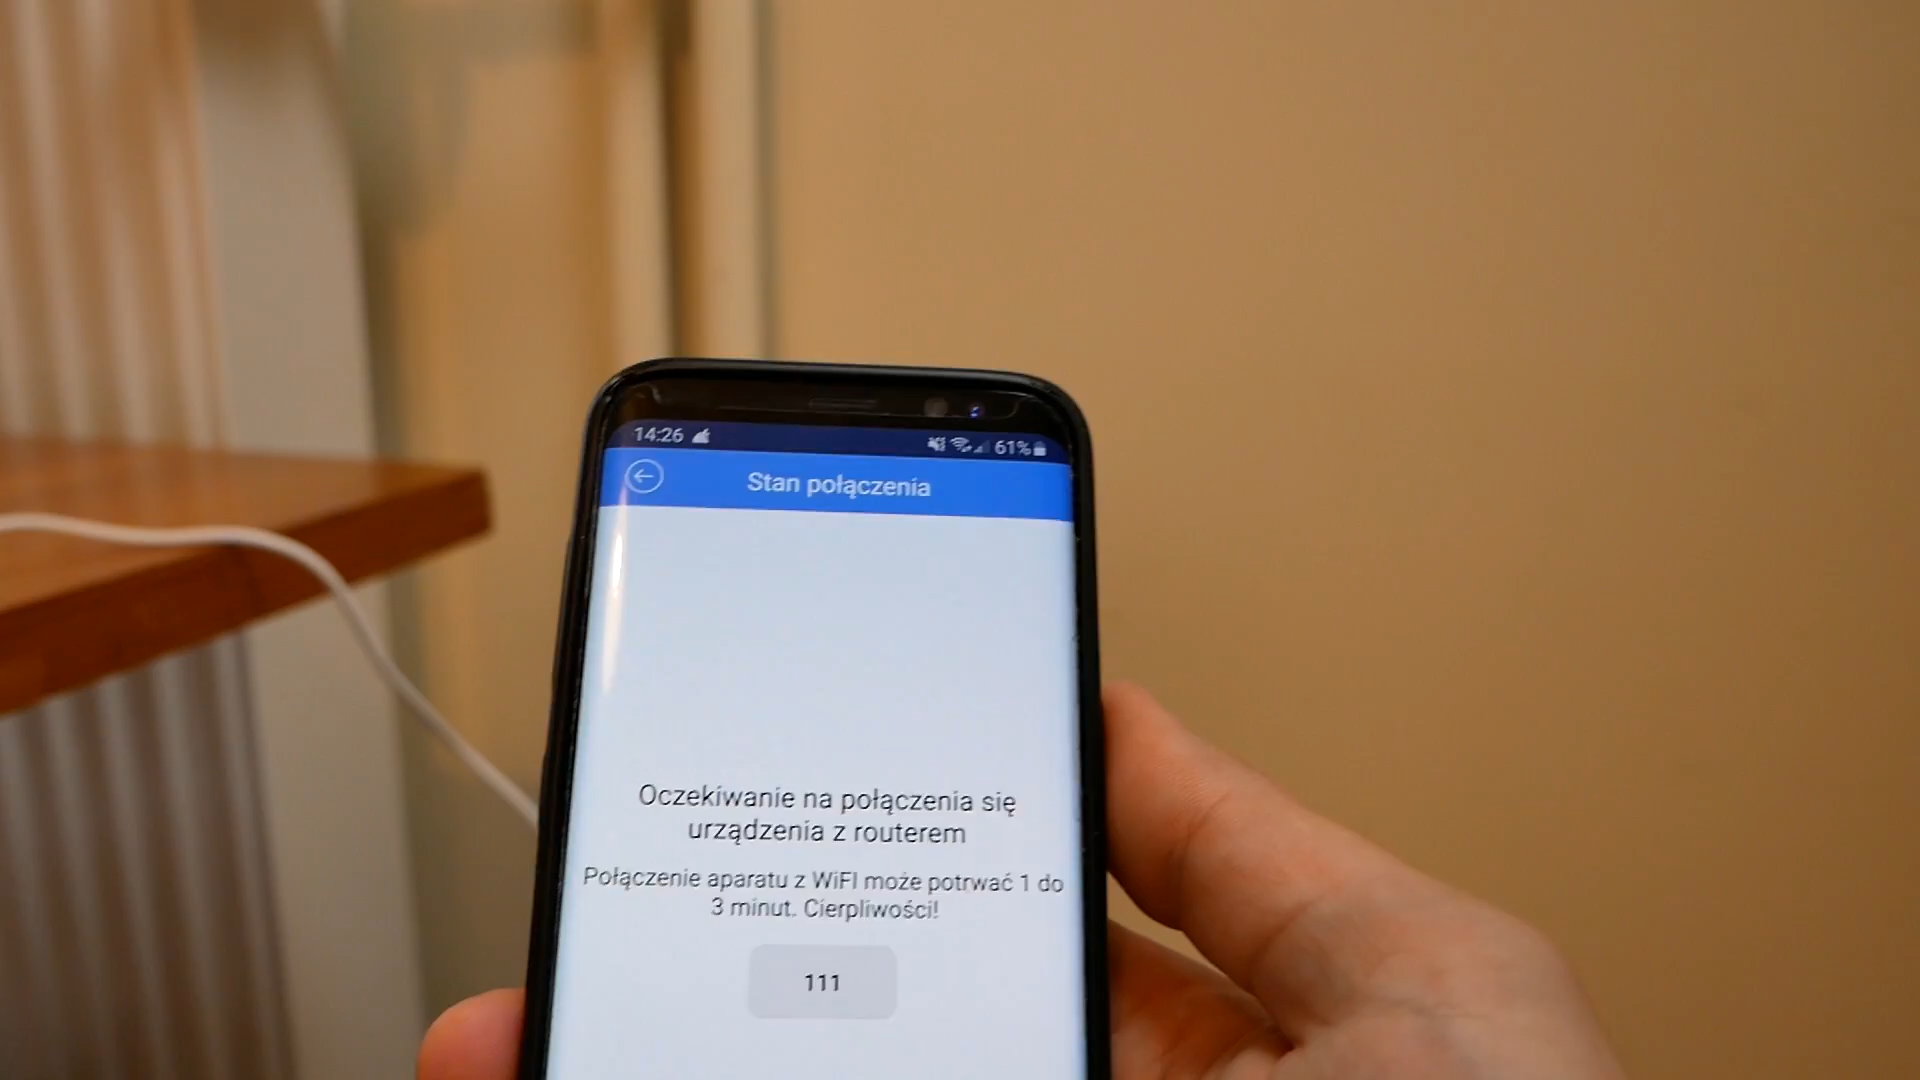 14:26 61%
Stan połączenia
Oczekiwanie na połączenia się
urządzenia z routerem
Połączenie aparatu z WiFI może potrwać 1 do
3 minut. Cierpliwości!
111